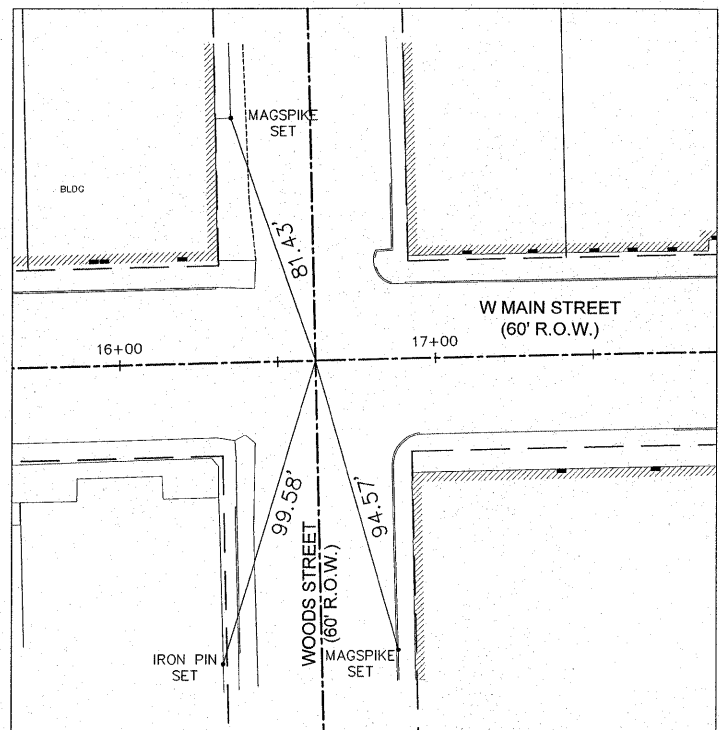 MAGSPIKE
SET
BLDG
81.43'
W MAIN STREET
(60' R.O.W.)
16+00
17+00
99.58'
94.57'
WOODS STREET
(60' R.O.W.)
IRON PIN
SET
MAGSPIKE
SET